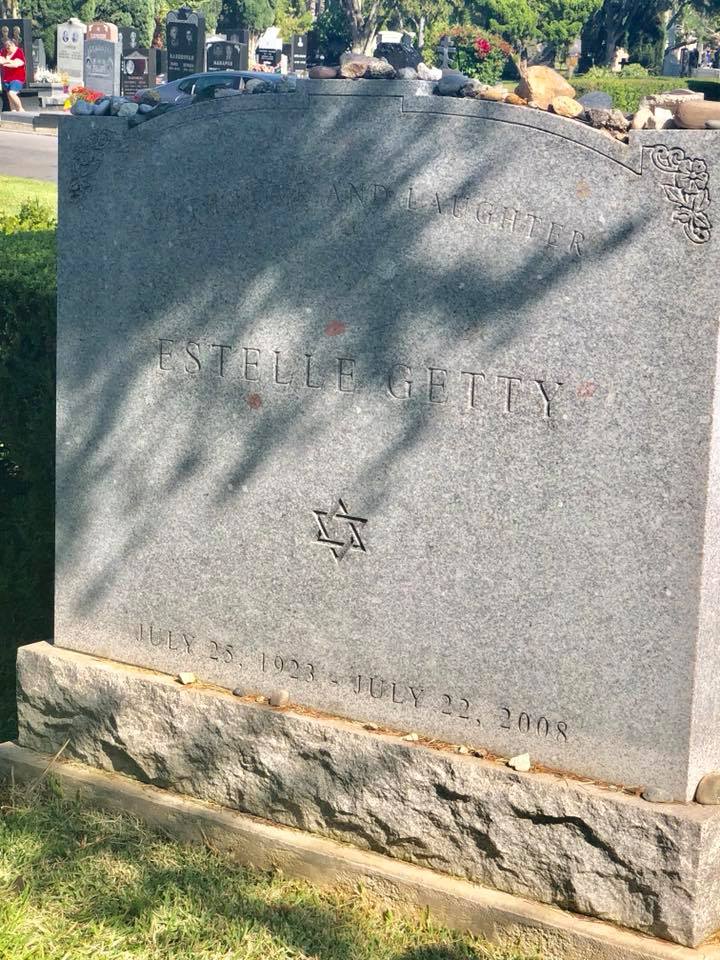 AND LAUGHTER
ESTELLE GETTY
JULY 25, 1923 - JULY 22, 2008